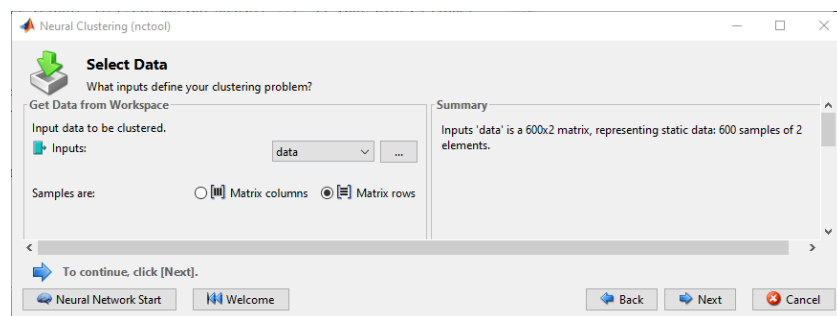 Neural Clustering (nctool)
Select Data
What inputs define your clustering problem?
Get Data from Workspace
Input data to be clustered.
Inputs:
data
...
Samples are:
Matrix columns
Matrix rows
Summary
Inputs 'data' is a 600x2 matrix, representing static data: 600 samples of 2
elements.
To continue, click [Next].
Neural Network Start
Welcome
Back
Next
Cancel